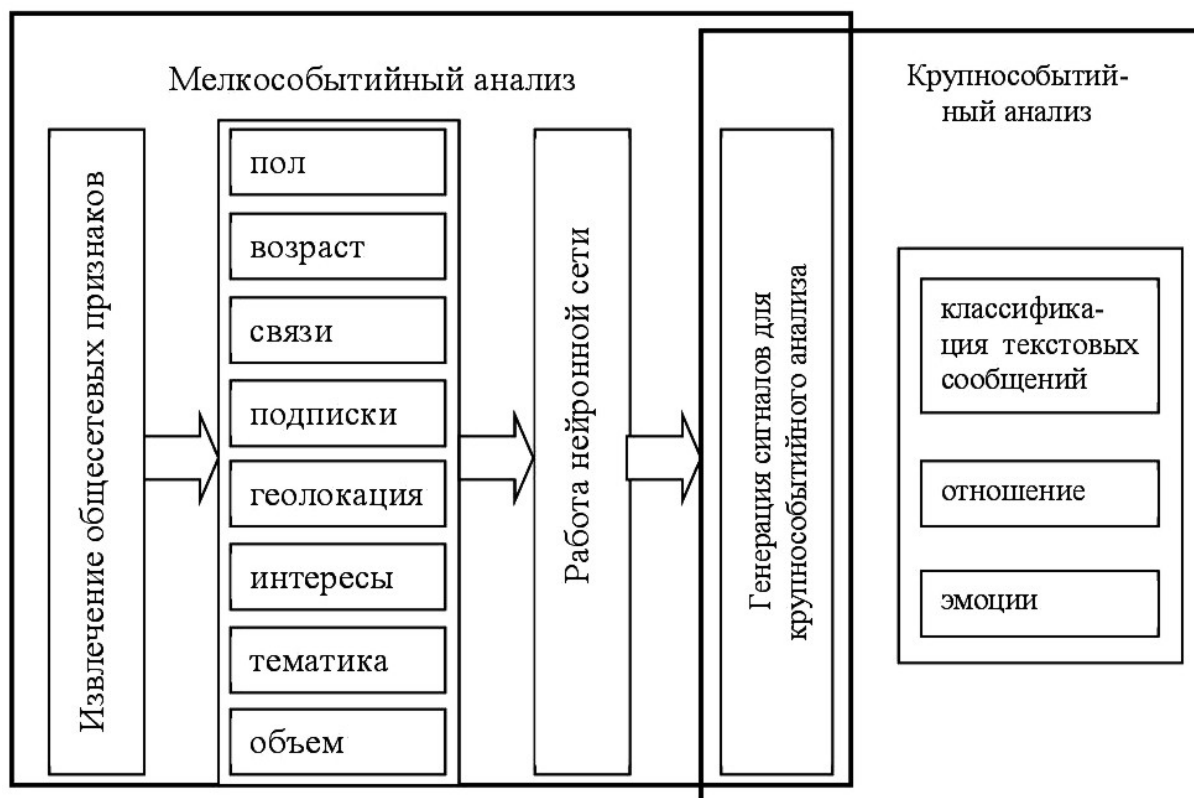 Мелкособытийный анализ
Извлечение общесетевых признаков
пол
возраст
связи
подписки
геолокация
интересы
тематика
объем
Работа нейронной сети
Генерация сигналов для
крупнособытийного анализа
Крупнособытий-
ный анализ
классифика-
ция текстовых
сообщений
отношение
эмоции